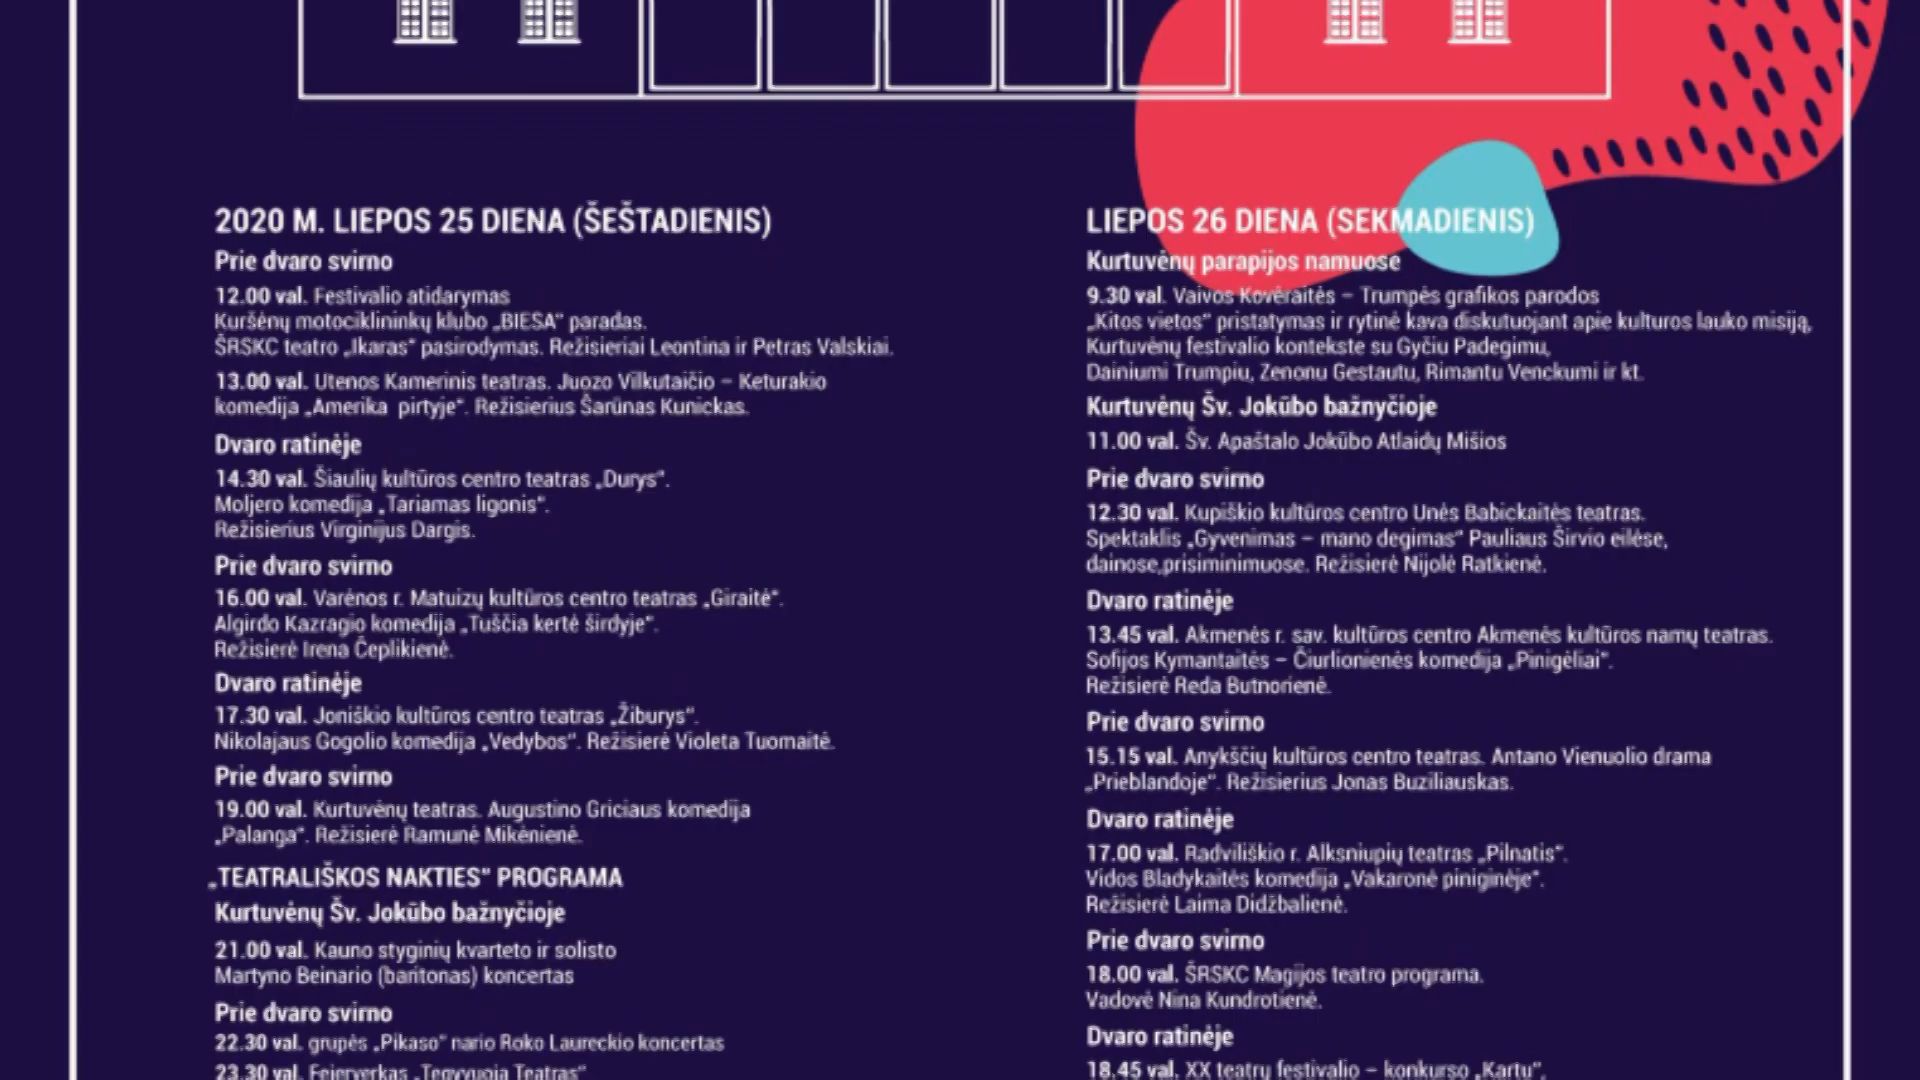 2020 M. LIEPOS 25 DIENA (ŠEŠTADIENIS)
Prie dvaro svirno
12.00 val. Festivalio atidarymas
Kuršėnų motociklininkų klubo „BIESA“ paradas.
ŠRSKC teatro „Ikaras“ pasirodymas. Režisieriai Leontina ir Petras Valskiai.
13.00 val. Utenos Kamerinis teatras. Juozo Vilkutaičio – Keturakio
komedija „Amerika pirtyje“. Režisierius Šarūnas Kunickas.
Dvaro ratinėje
14.30 val. Šiaulių kultūros centro teatras „Durys“.
Moljero komedija „Tariamas ligonis“.
Režisierius Virginijus Dargis.
Prie dvaro svirno
16.00 val. Varėnos r. Matuizų kultūros centro teatras „Giraitė“.
Algirdo Kazragio komedija „Tuščia kertė širdyje“.
Režisierė Irena Čeplikienė.
Dvaro ratinėje
17.30 val. Joniškio kultūros centro teatras „Žiburys“.
Nikolajaus Gogolio komedija „Vedybos“. Režisierė Violeta Tuomaitė.
Prie dvaro svirno
19.00 val. Kurtuvėnų teatras. Augustino Griciaus komedija
„Palanga“. Režisierė Ramunė Mikėnienė.
„TEATRALIŠKOS NAKTIES“ PROGRAMA
Kurtuvėnų Šv. Jokūbo bažnyčioje
21.00 val. Kauno styginių kvarteto ir solisto
Martyno Beinario (baritonas) koncertas
Prie dvaro svirno
22.30 val. grupės „Pikaso“ nario Roko Laureckio koncertas
23.30 val. Fejerverkas „Tegyvuoja Teatras“
LIEPOS 26 DIENA (SEKMADIENIS)
Kurtuvėnų parapijos namuose
9.30 val. Vaivos Kovėraitės – Trumpės grafikos parodos
„Kitos vietos“ pristatymas ir rytinė kava diskutuojant apie kulturos lauko misiją,
Kurtuvėnų festivalio kontekste su Gyčiu Padegimu,
Dainiumi Trumpiu, Zenonu Gestautu, Rimantu Venckumi ir kt.
Kurtuvėnų Šv. Jokūbo bažnyčioje
11.00 val. Šv. Apaštalo Jokūbo Atlaidų Mišios
Prie dvaro svirno
12.30 val. Kupiškio kultūros centro Unės Babickaitės teatras.
Spektaklis „Gyvenimas – mano degimas“ Pauliaus Širvio eilėse,
dainose,prisiminimuose. Režisierė Nijolė Ratkienė.
Dvaro ratinėje
13.45 val. Akmenės r. sav. kultūros centro Akmenės kultūros namų teatras.
Sofijos Kymantaitės – Čiurlionienės komedija „Pinigėliai“.
Režisierė Reda Butnorienė.
Prie dvaro svirno
15.15 val. Anykščių kultūros centro teatras. Antano Vienuolio drama
„Prieblandoje“. Režisierius Jonas Buziliauskas.
Dvaro ratinėje
17.00 val. Radviliškio r. Alksniupių teatras „Pilnatis“.
Vidos Bladykaitės komedija „Vakaronė piniginėje“.
Režisierė Laima Didžbalienė.
Prie dvaro svirno
18.00 val. ŠRSKC Magijos teatro programa.
Vadovė Nina Kundrotienė.
Dvaro ratinėje
18.45 val. XX teatrų festivalio – konkurso „Kartu“,